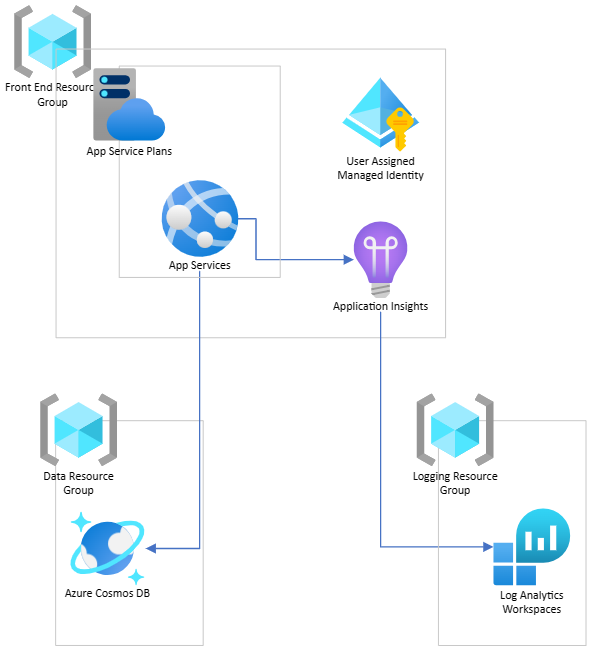 Front End Resourc
Group
App Service Plans
User Assigned
Managed Identity
App Services
Application Insights
Data Resource
Group
Logging Resource
Group
Azure Cosmos DB
Log Analytics
Workspaces